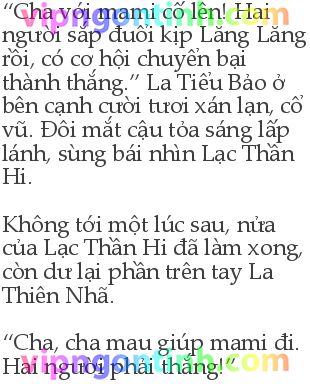 “Cha với mami cố lên! Hai
người sắp đuổi kịp Lăng Lăng
rồi, có cơ hội chuyển bại
thành thắng.” La Tiểu Bảo ở
bên cạnh cười tươi xán lạn, cổ
vũ. Đôi mắt cậu tỏa sáng lấp
lánh, sùng bái nhìn Lạc Thần
Hi.
Không tới một lúc sau, nửa
của Lạc Thần Hi đã làm xong,
còn dư lại phần trên tay La
Thiên Nhã.
“Cha, cha mau giúp mami đi.
Hai người phải thắng!”
vipngontinh.com
vipngontinh.com